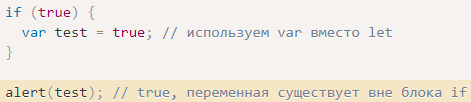 if (true) {
  var test = true; // используем var вместо let
}
alert(test); // true, переменная существует вне блока if